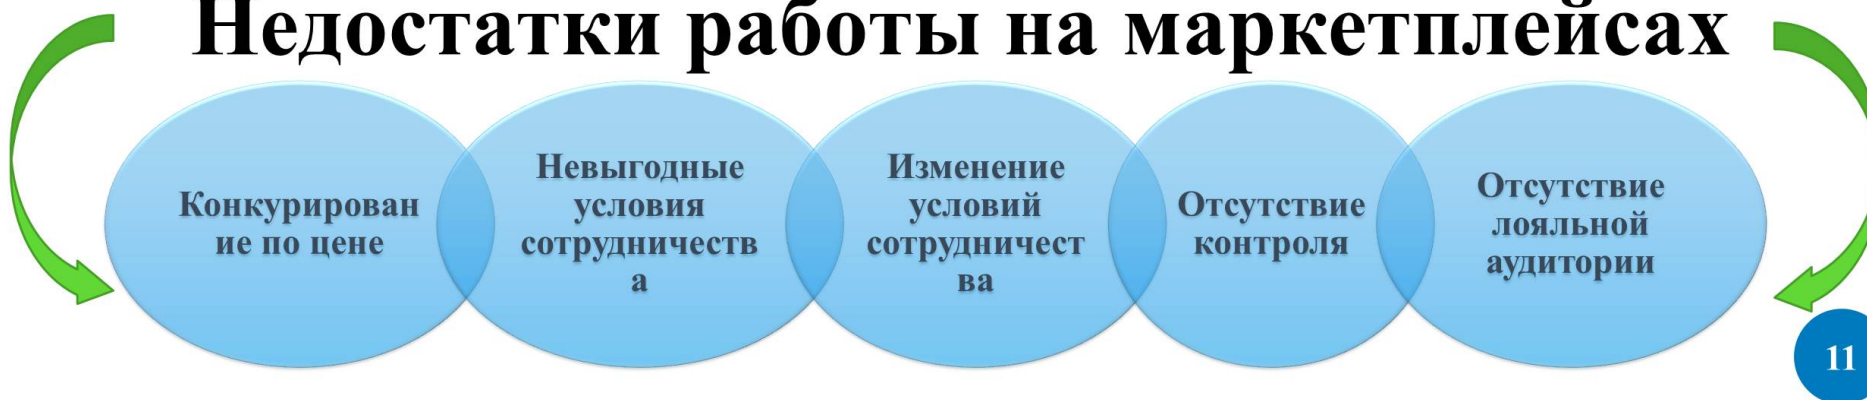 Недостатки работы на маркетплейсах
Конкурирован
ие по цене
Невыгодные
условия
сотрудничеств
а
Изменение
условий
сотрудничест
ва
Отсутствие
контроля
Отсутствие
лояльной
аудитории
11